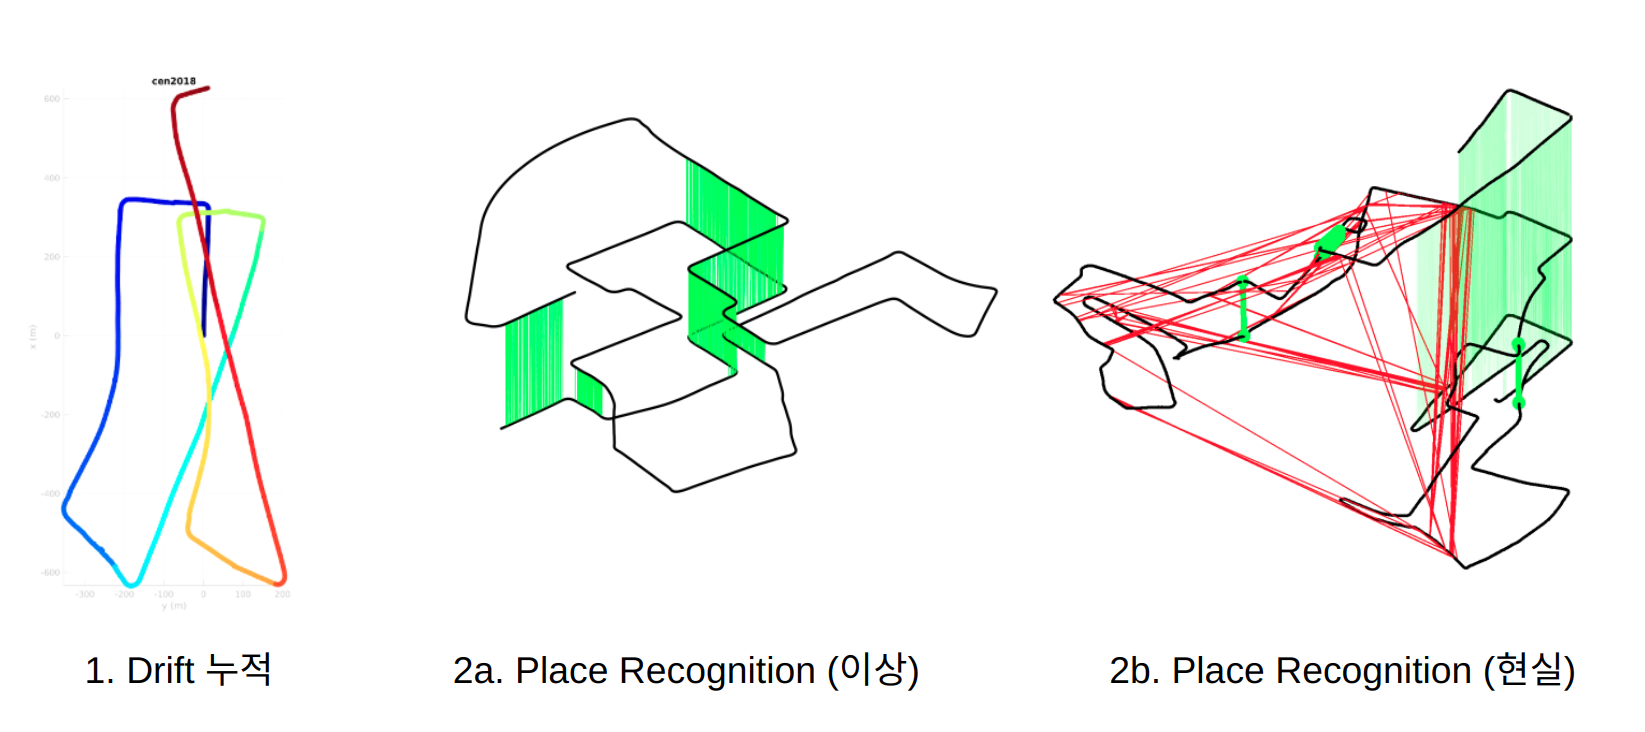 cen2018
600
400
200
0
-200
-400
-600
x (m)
-300 -200 -100 0 100 200
y (m)
1. Drift 누적
2a. Place Recognition (이상)
2b. Place Recognition (현실)